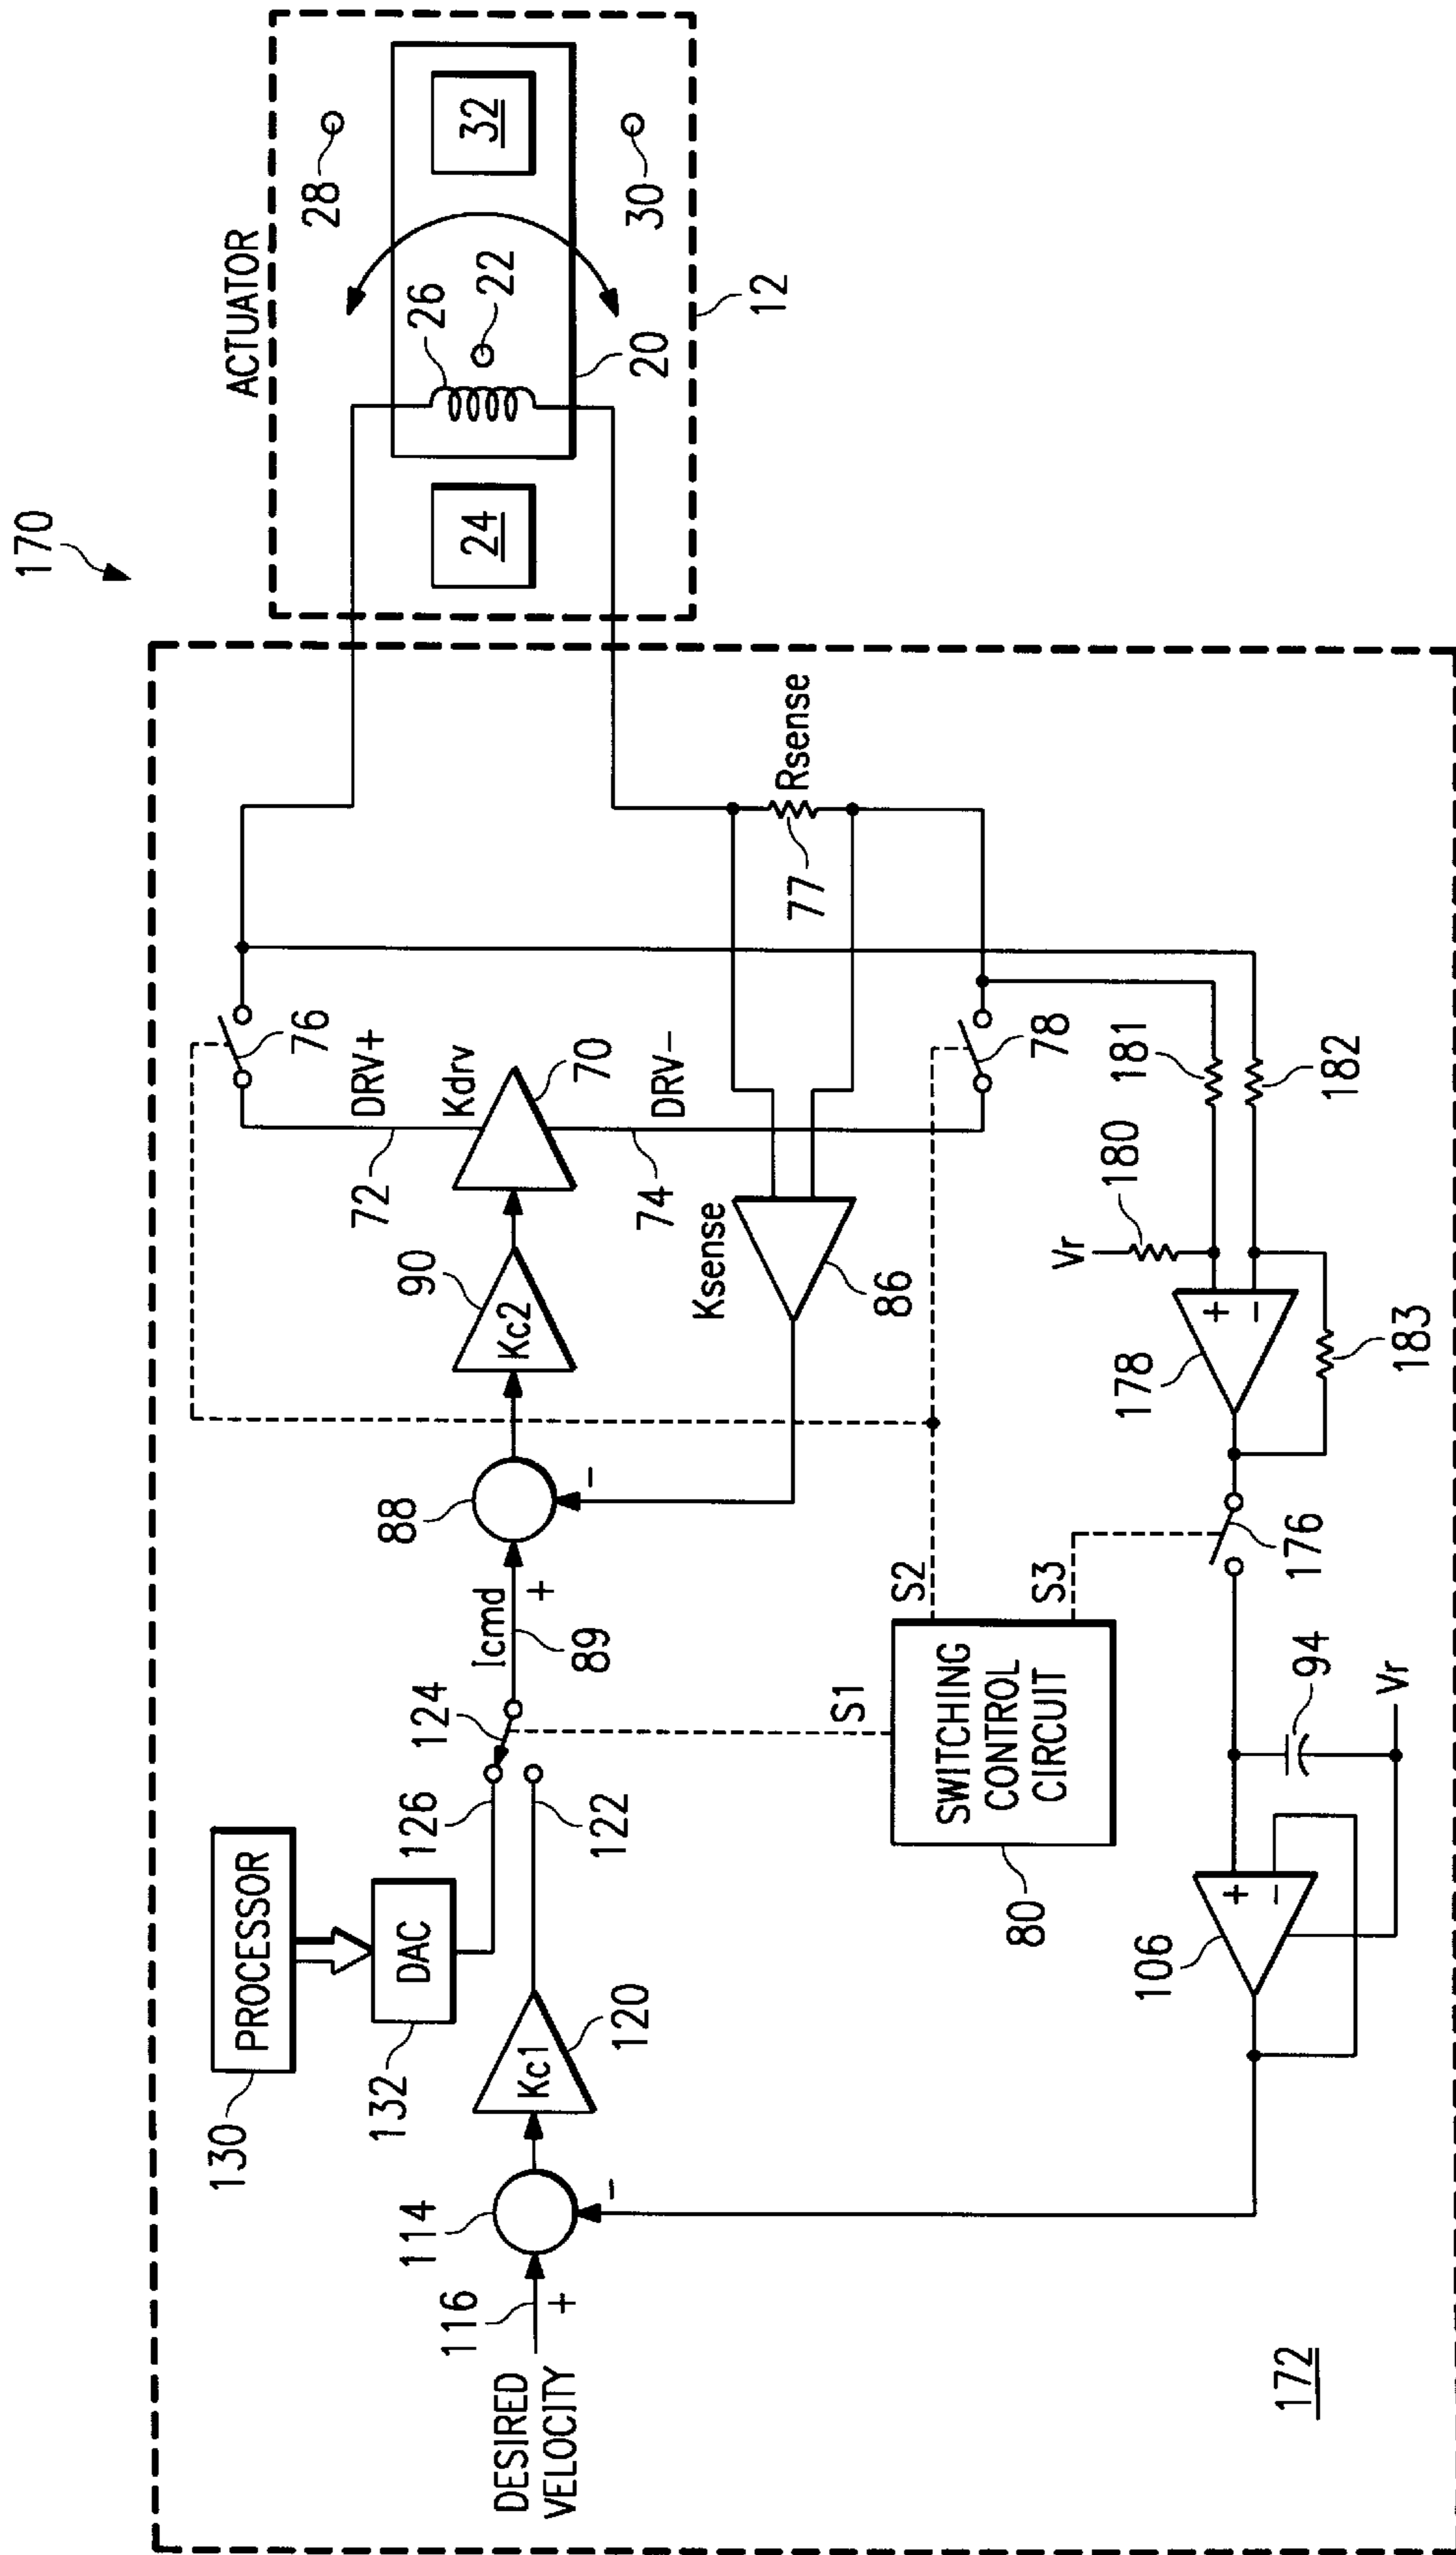 170
ACTUATOR
28
32
30
26
22
20
12
24
PROCESSOR
130
DAC
132
126
124
Icmd
89
+
88
-
Kc2
90
72
DRV+
Kdrv
70
74
DRV-
76
78
Rsense
77
Ksense
86
DESIRED
VELOCITY
116
+
114
-
Kc1
120
122
S1
S2
S3
SWITCHING
CONTROL
CIRCUIT
80
106
+
-
94
Vr
176
178
+
-
Vr
180
181
182
183
172